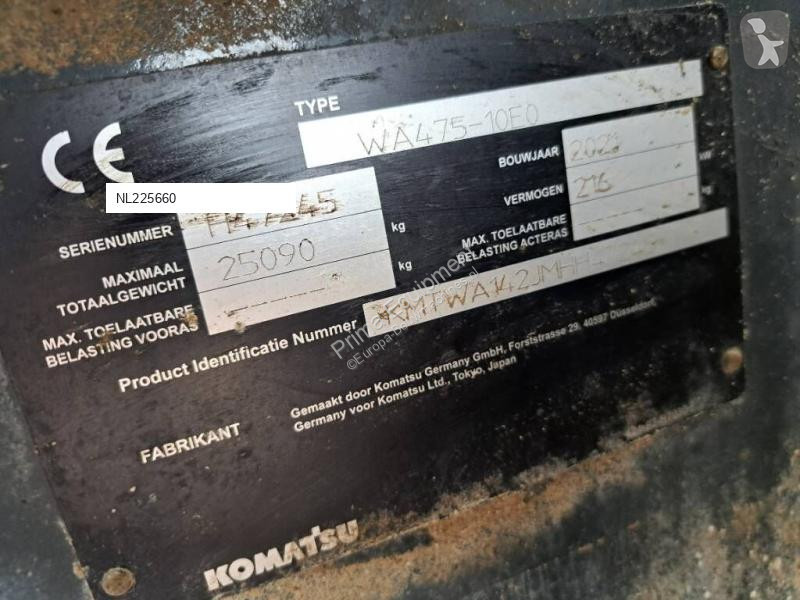 CE
TYPE WA475-10E0
BOUWJAAR
VERMOGEN 216 kW
NL225660
SERIENUMMER
MAXIMAAL TOTAALGEWICHT 25090 kg
MAX. TOELAATBARE BELASTING VOORAS kg
MAX. TOELAATBARE BELASTING ACTERAS kg
Product Identificatie Nummer
FABRIKANT
Gemaakt door Komatsu Germany GmbH, Forststrasse 29, 40597 Düsseldorf,
Germany voor Komatsu Ltd., Tokyo, Japan
KOMATSU